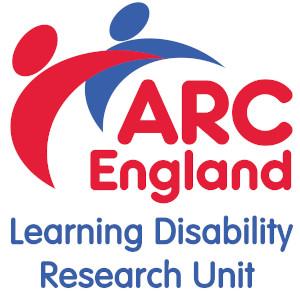 ARC
England
Learning Disability
Research Unit